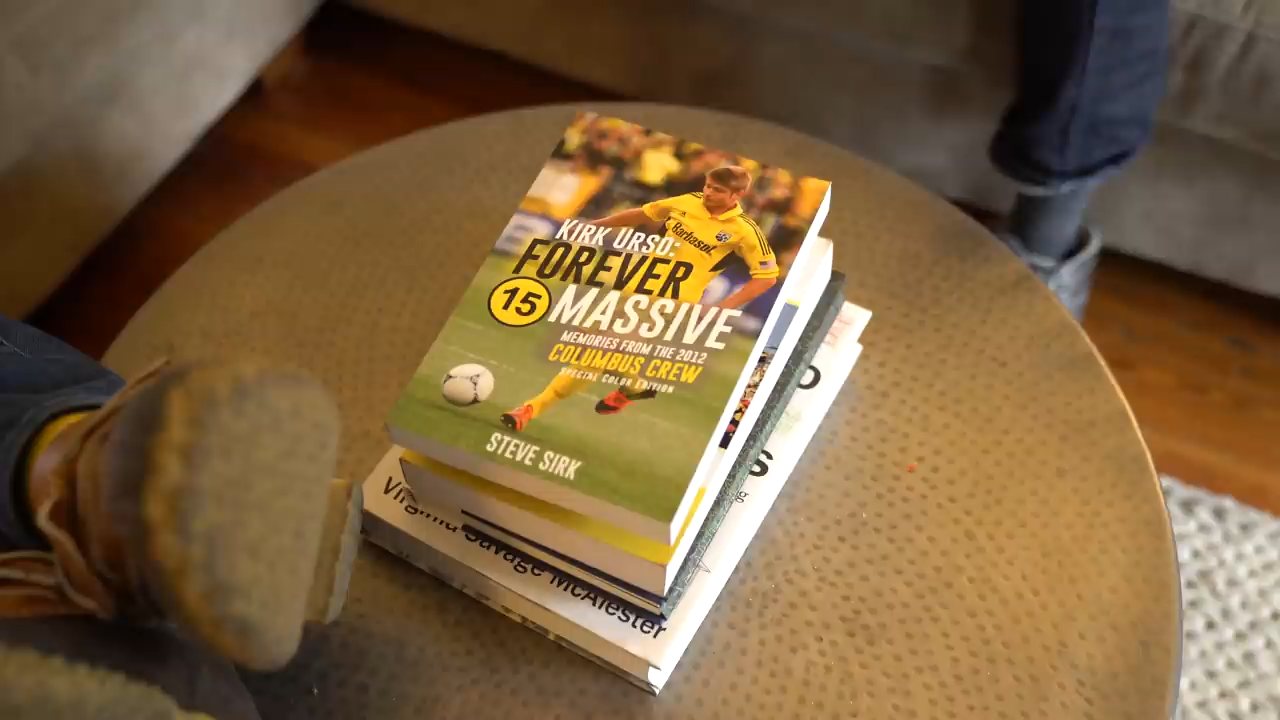 Barbasol
KIRK URSO:
FOREVER
15 MASSIVE
MEMORIES FROM THE 2012
COLUMBUS CREW
SPECIAL COLOR EDITION
STEVE SIRK
Virginia Savage McAlester